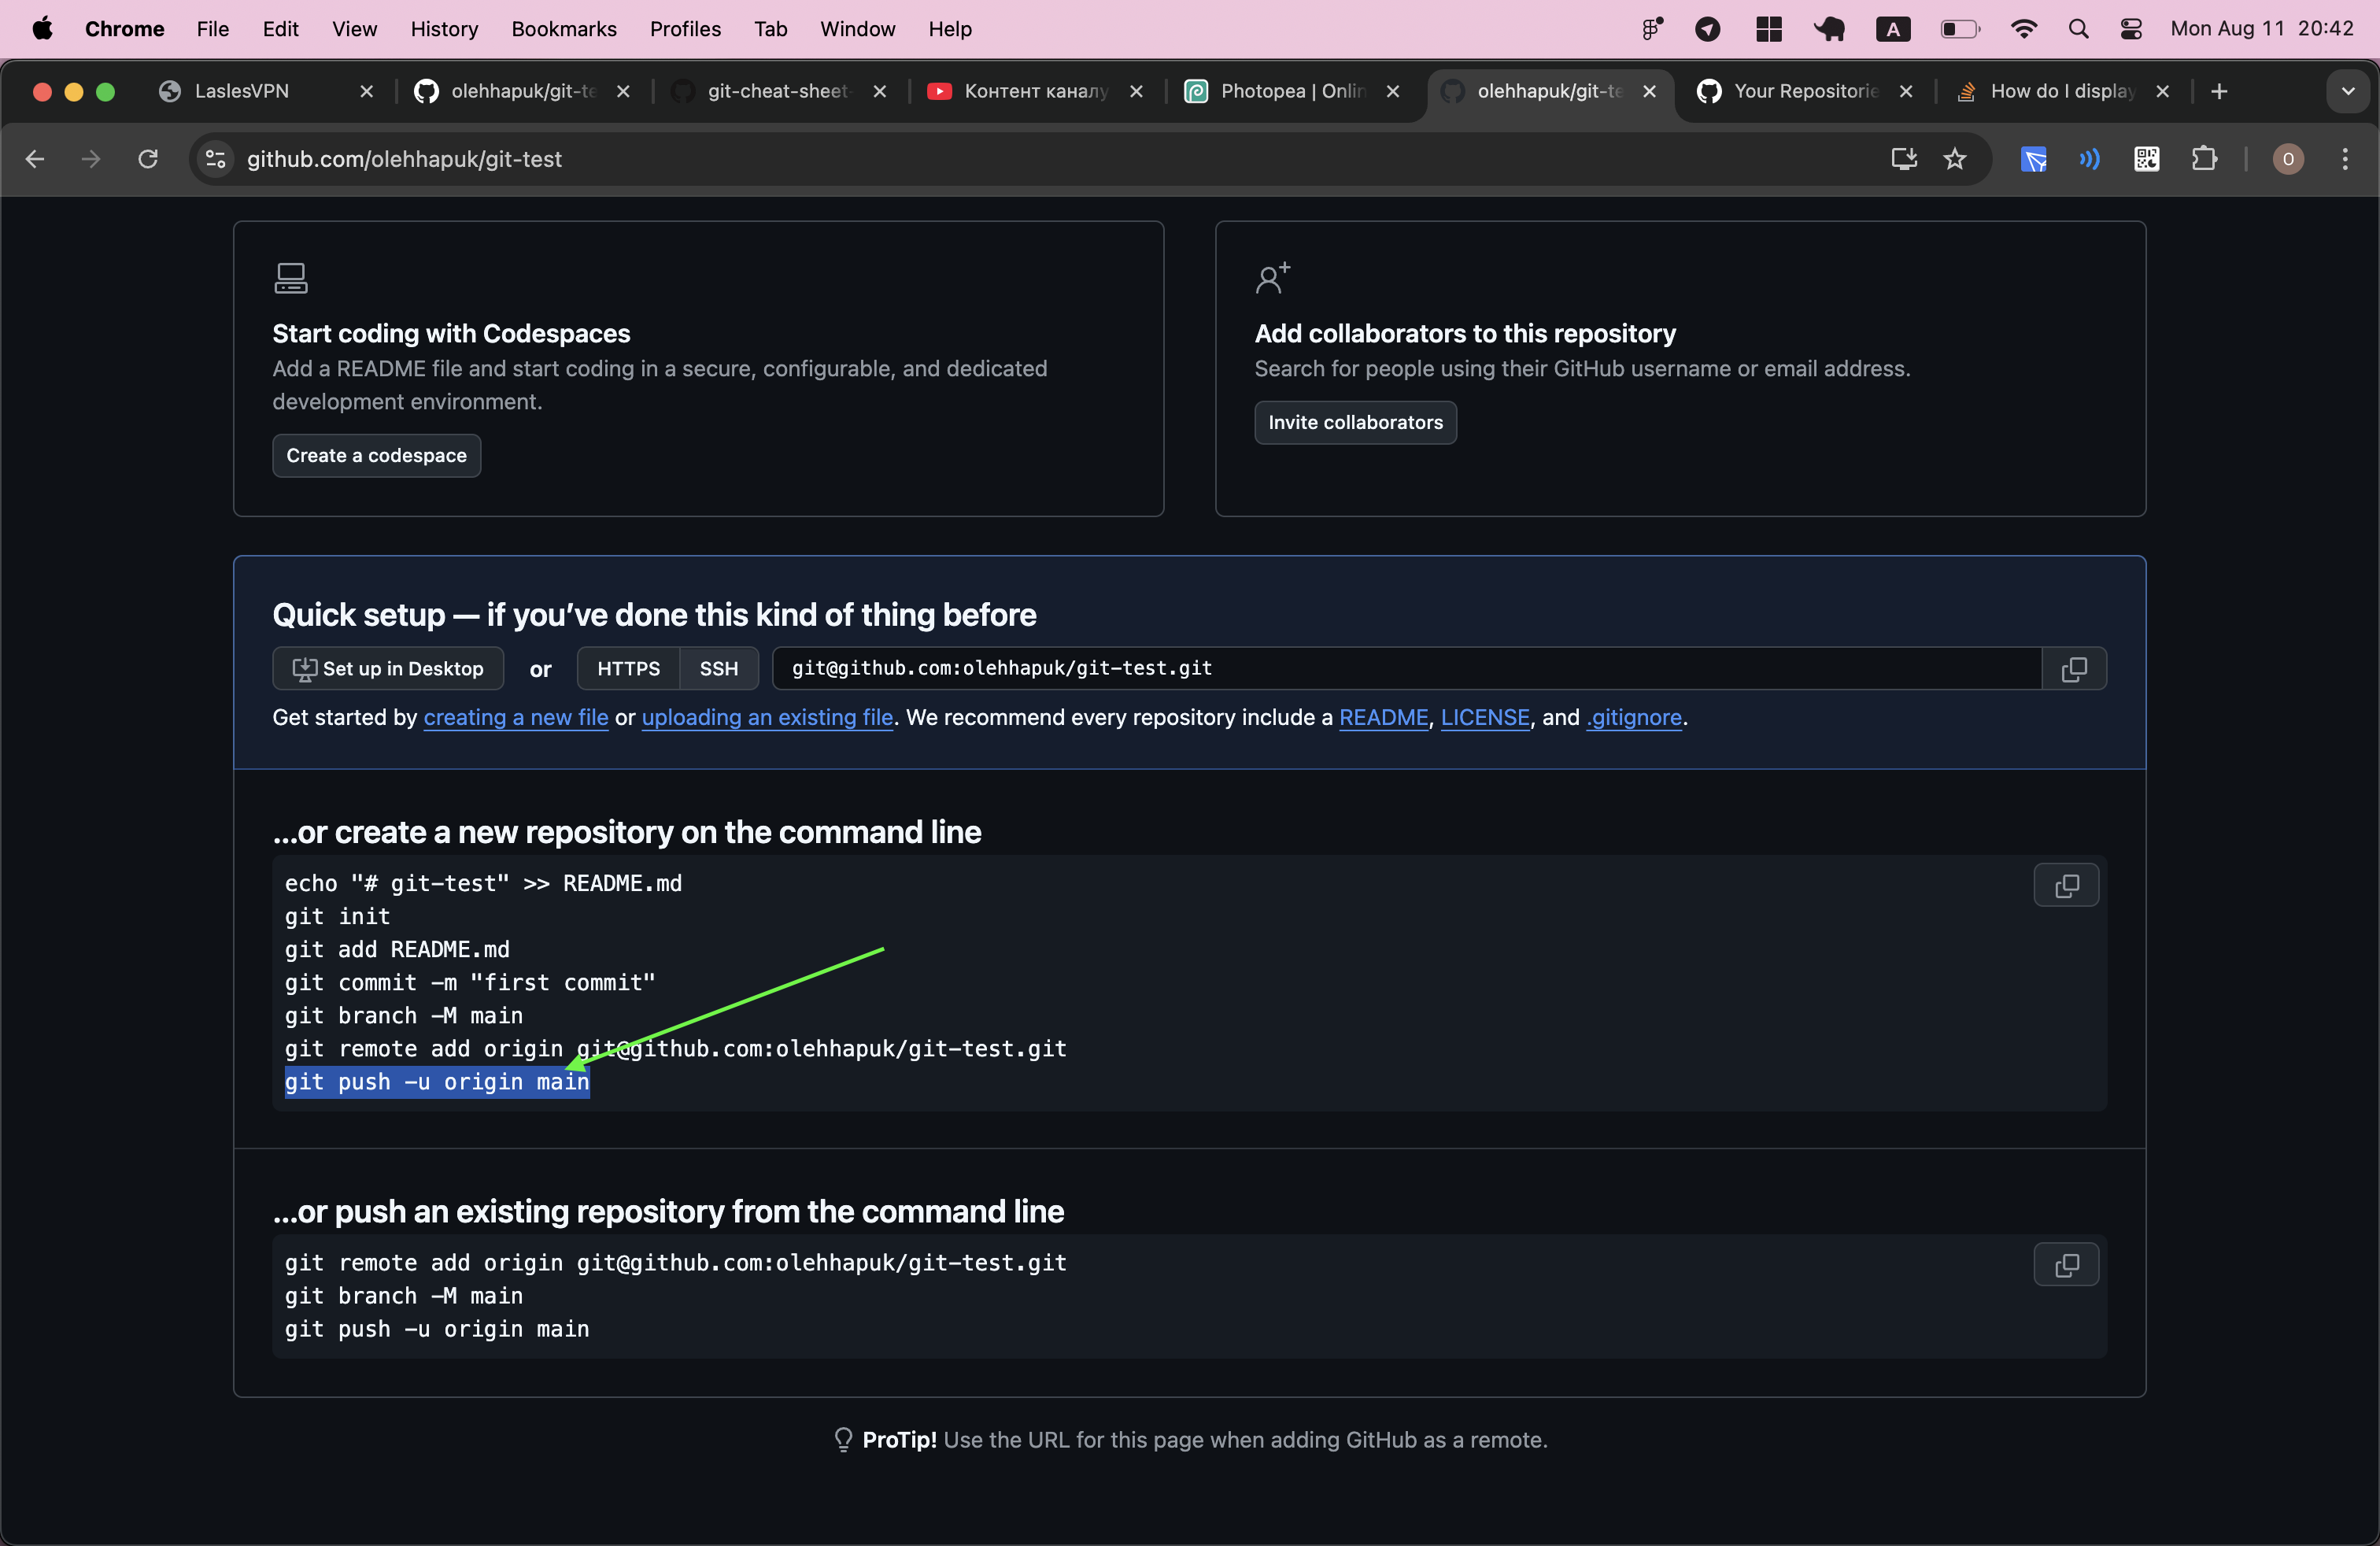 Chrome File Edit View History Bookmarks Profiles Tab Window Help A Mon Aug 11 20:42
LaslesVPN olehhapuk/git-te git-cheat-sheet- Контент каналу Photopea | Onlin olehhapuk/git-te Your Repositorie How do I display
github.com/olehhapuk/git-test O
Start coding with Codespaces
Add a README file and start coding in a secure, configurable, and dedicated
development environment.
Create a codespace
Add collaborators to this repository
Search for people using their GitHub username or email address.
Invite collaborators
Quick setup — if you’ve done this kind of thing before
Set up in Desktop or HTTPS SSH git@github.com:olehhapuk/git-test.git
Get started by creating a new file or uploading an existing file. We recommend every repository include a README, LICENSE, and .gitignore.
…or create a new repository on the command line
echo "# git-test" >> README.md
git init
git add README.md
git commit -m "first commit"
git branch -M main
git remote add origin git@github.com:olehhapuk/git-test.git
git push -u origin main
…or push an existing repository from the command line
git remote add origin git@github.com:olehhapuk/git-test.git
git branch -M main
git push -u origin main
ProTip! Use the URL for this page when adding GitHub as a remote.